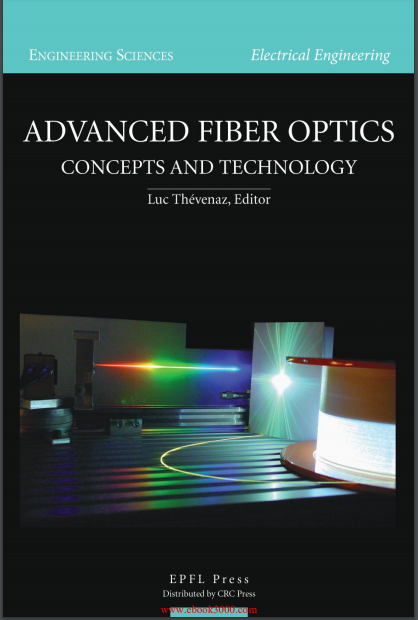 ENGINEERING SCIENCES Electrical Engineering
ADVANCED FIBER OPTICS
CONCEPTS AND TECHNOLOGY
Luc Thévenaz, Editor
EPFL Press
Distributed by CRC Press
www.ebook3000.com